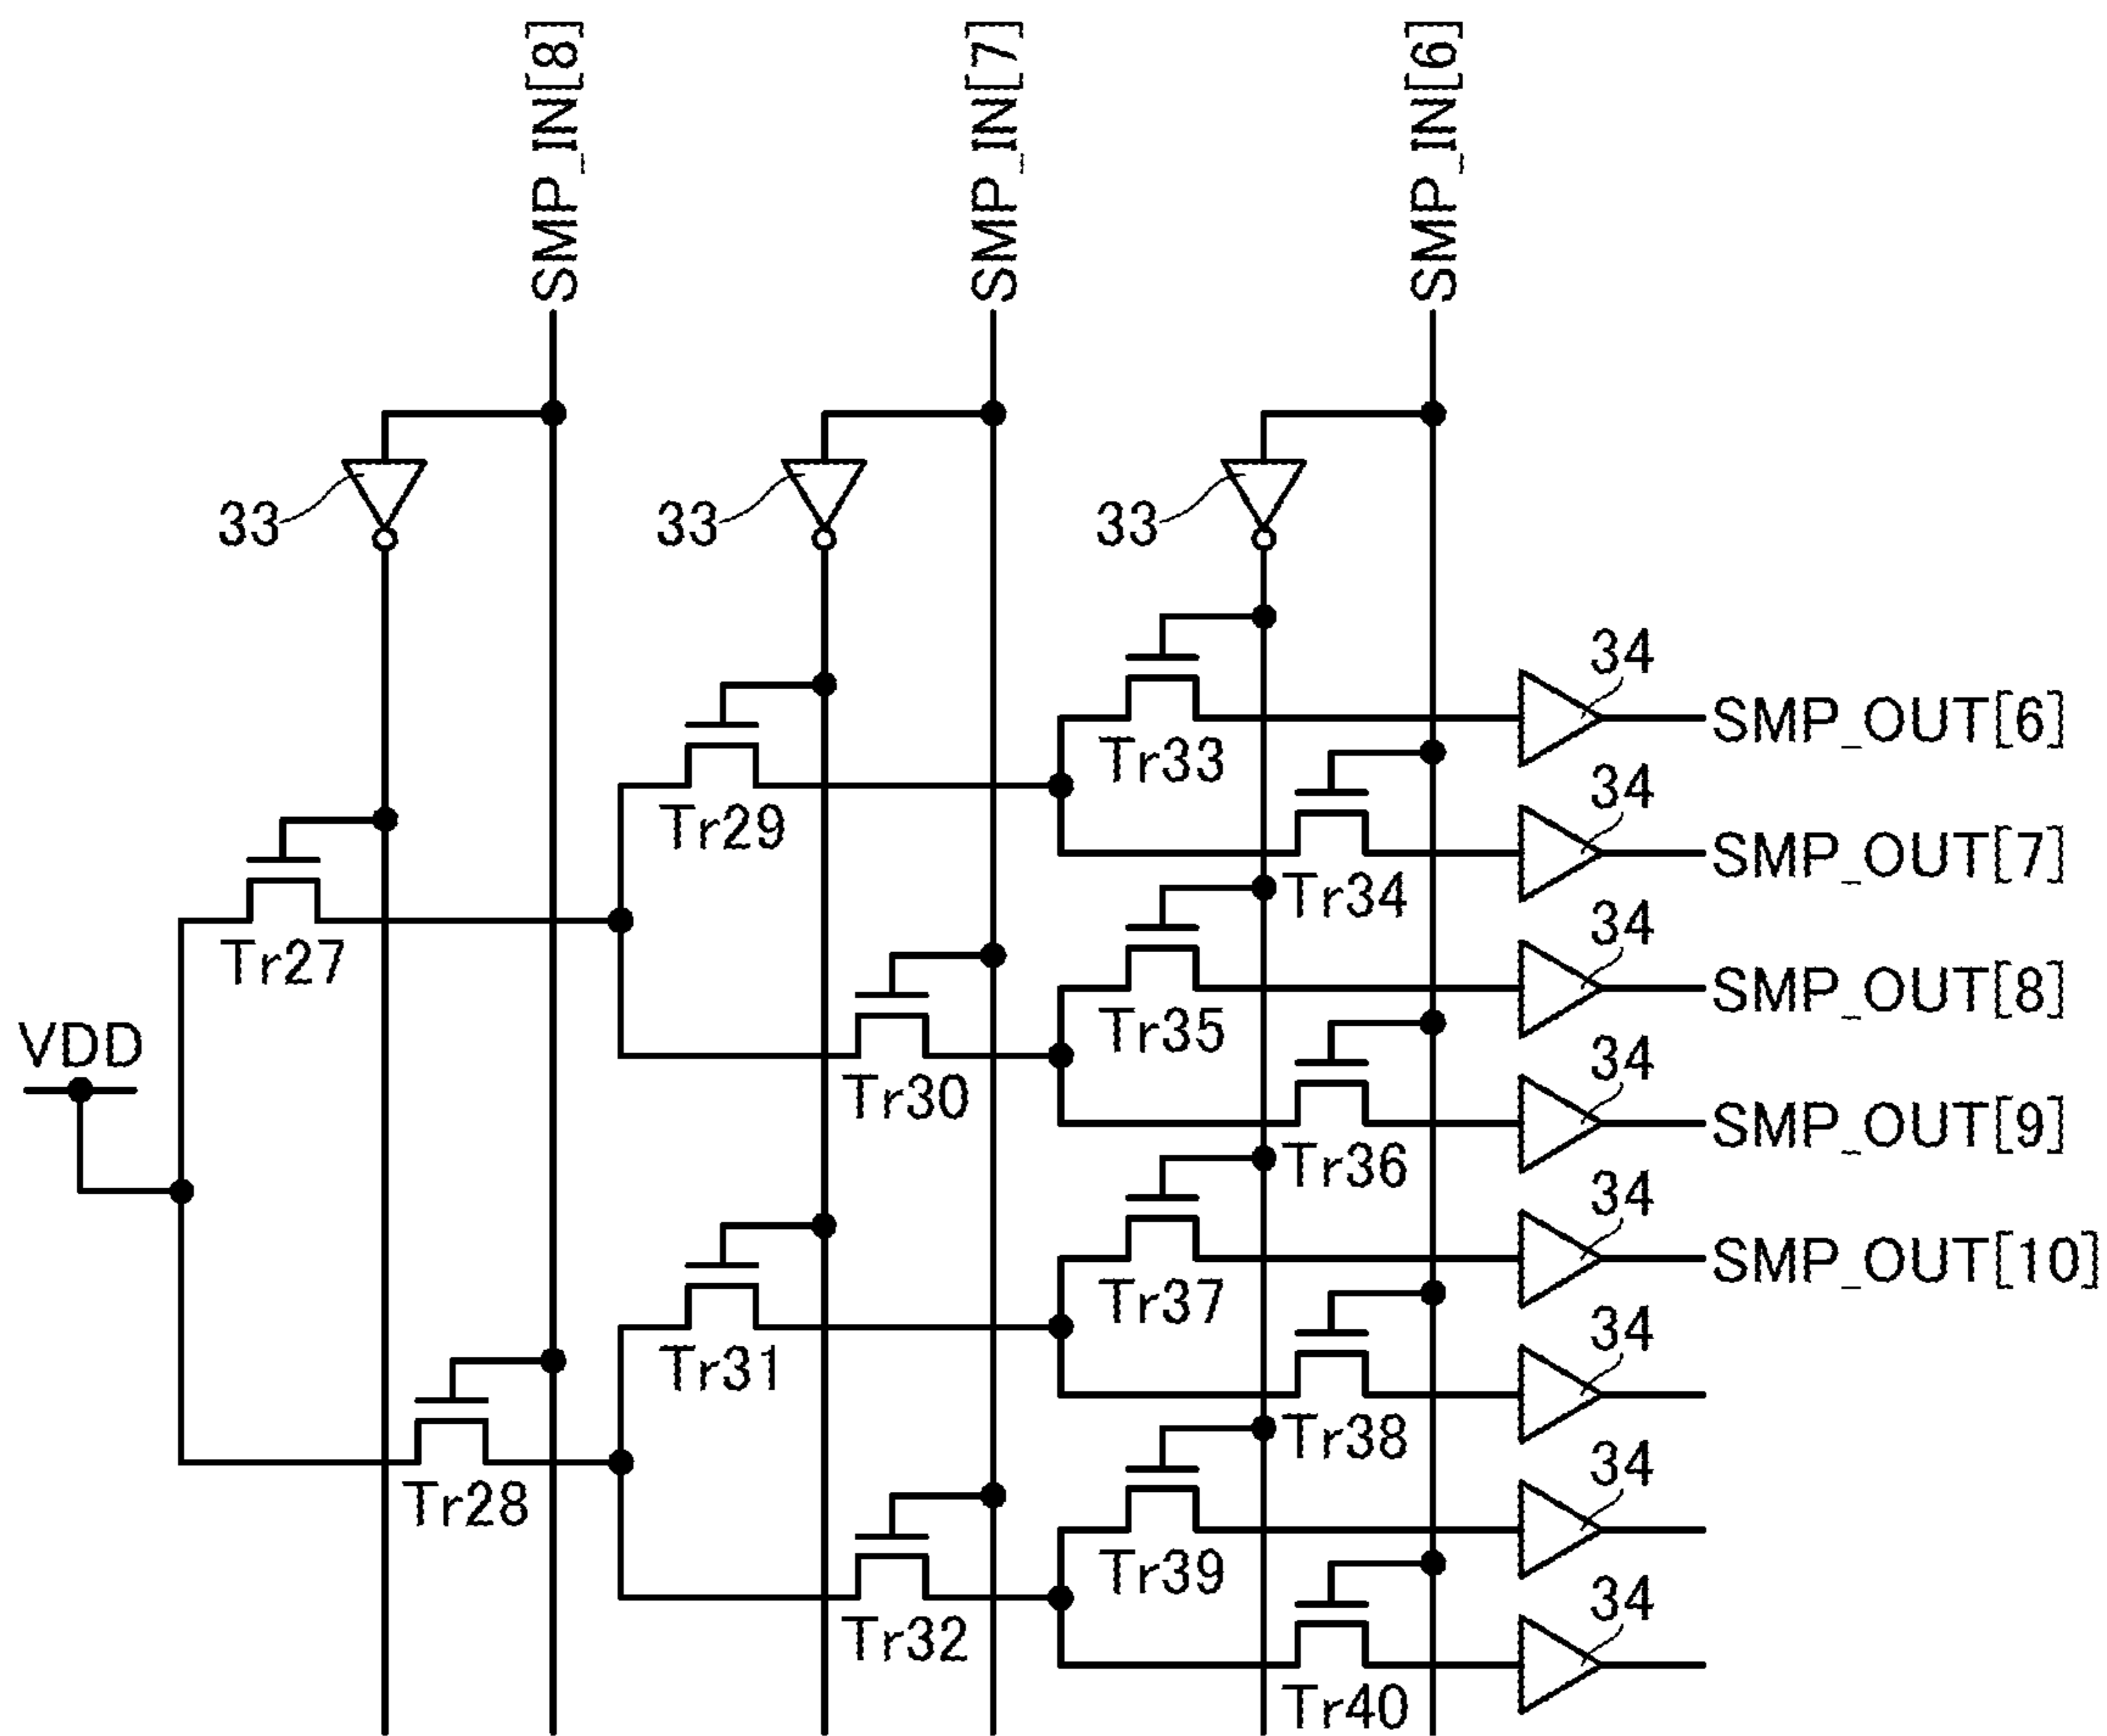 SMP_IN[8]
SMP_IN[7]
SMP_IN[6]
33
33
33
34
SMP_OUT[6]
Tr33
34
Tr29
SMP_OUT[7]
Tr34
34
Tr27
SMP_OUT[8]
Tr35
VDD
34
Tr30
SMP_OUT[9]
Tr36
34
SMP_OUT[10]
Tr37
34
Tr31
Tr38
34
Tr28
Tr39
34
Tr32
Tr40